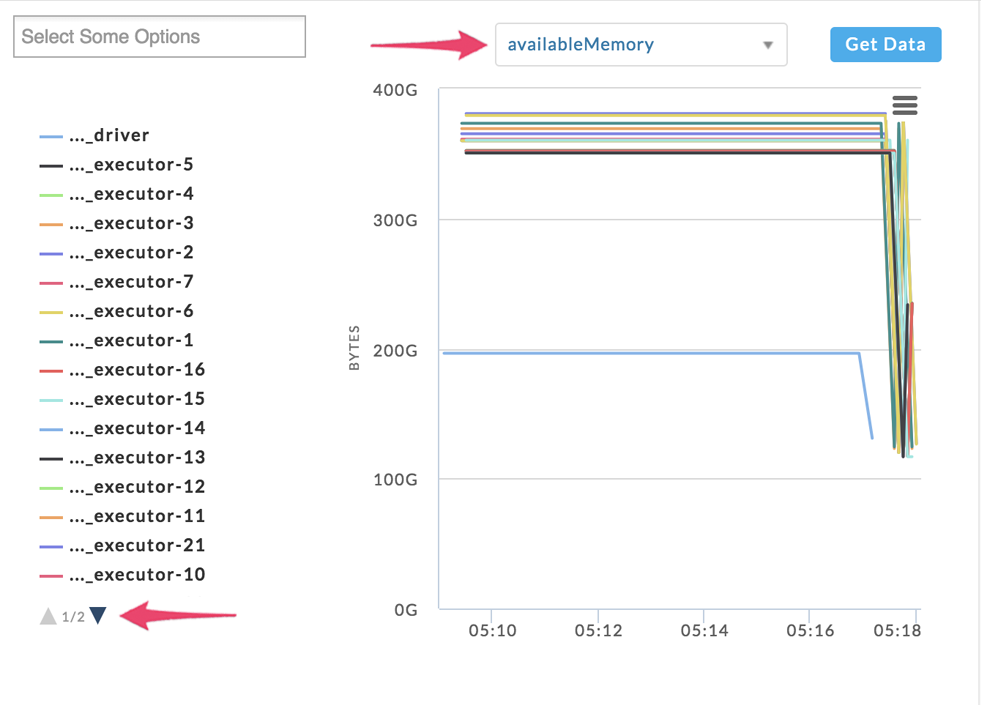 Select Some Options
availableMemory
Get Data
..._driver
..._executor-5
..._executor-4
..._executor-3
..._executor-2
..._executor-7
..._executor-6
..._executor-1
..._executor-16
..._executor-15
..._executor-14
..._executor-13
..._executor-12
..._executor-11
..._executor-21
..._executor-10
1/2
BYTES
400G
300G
200G
100G
0G
05:10 05:12 05:14 05:16 05:18